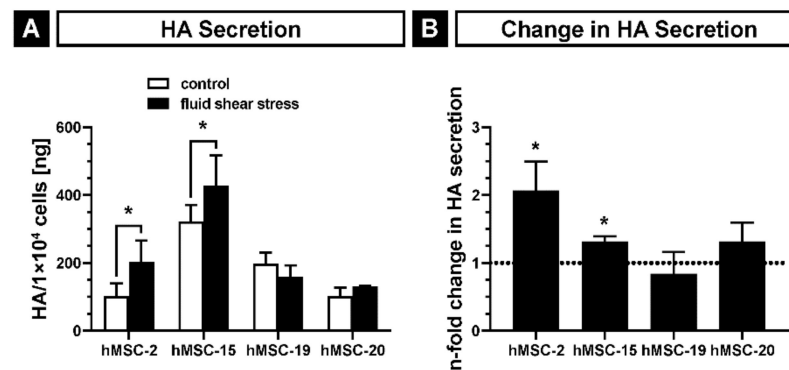 A
HA Secretion
control
fluid shear stress
HA/1×10⁴ cells [ng]
600
400
200
0
*
*
hMSC-2
hMSC-15
hMSC-19
hMSC-20
B
Change in HA Secretion
n-fold change in HA secretion
3
2
1
0
*
*
hMSC-2
hMSC-15
hMSC-19
hMSC-20